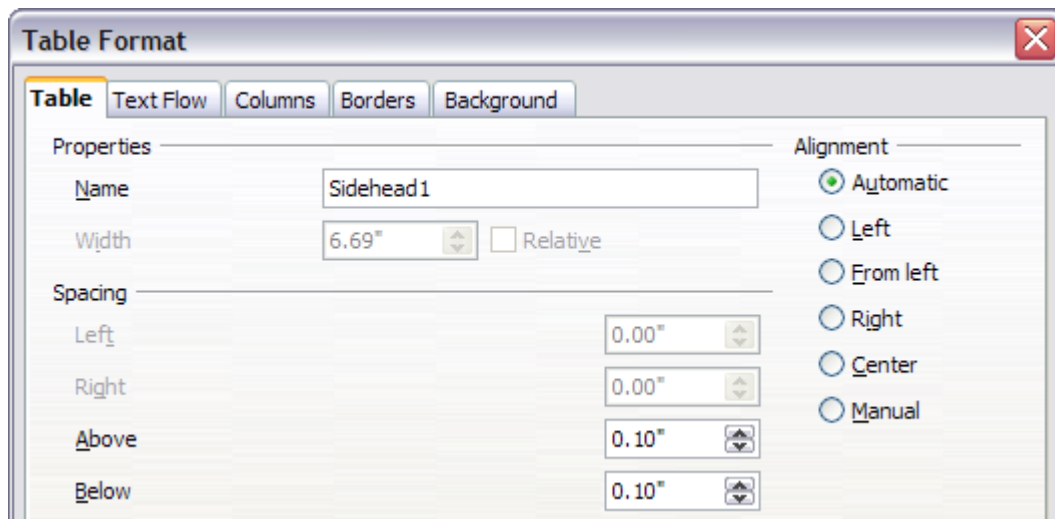 Table Format
Table Text Flow Columns Borders Background
Properties
Name Sidehead1
Width 6.69" Relative
Spacing
Left 0.00"
Right 0.00"
Above 0.10"
Below 0.10"
Alignment
Automatic
Left
From left
Right
Center
Manual